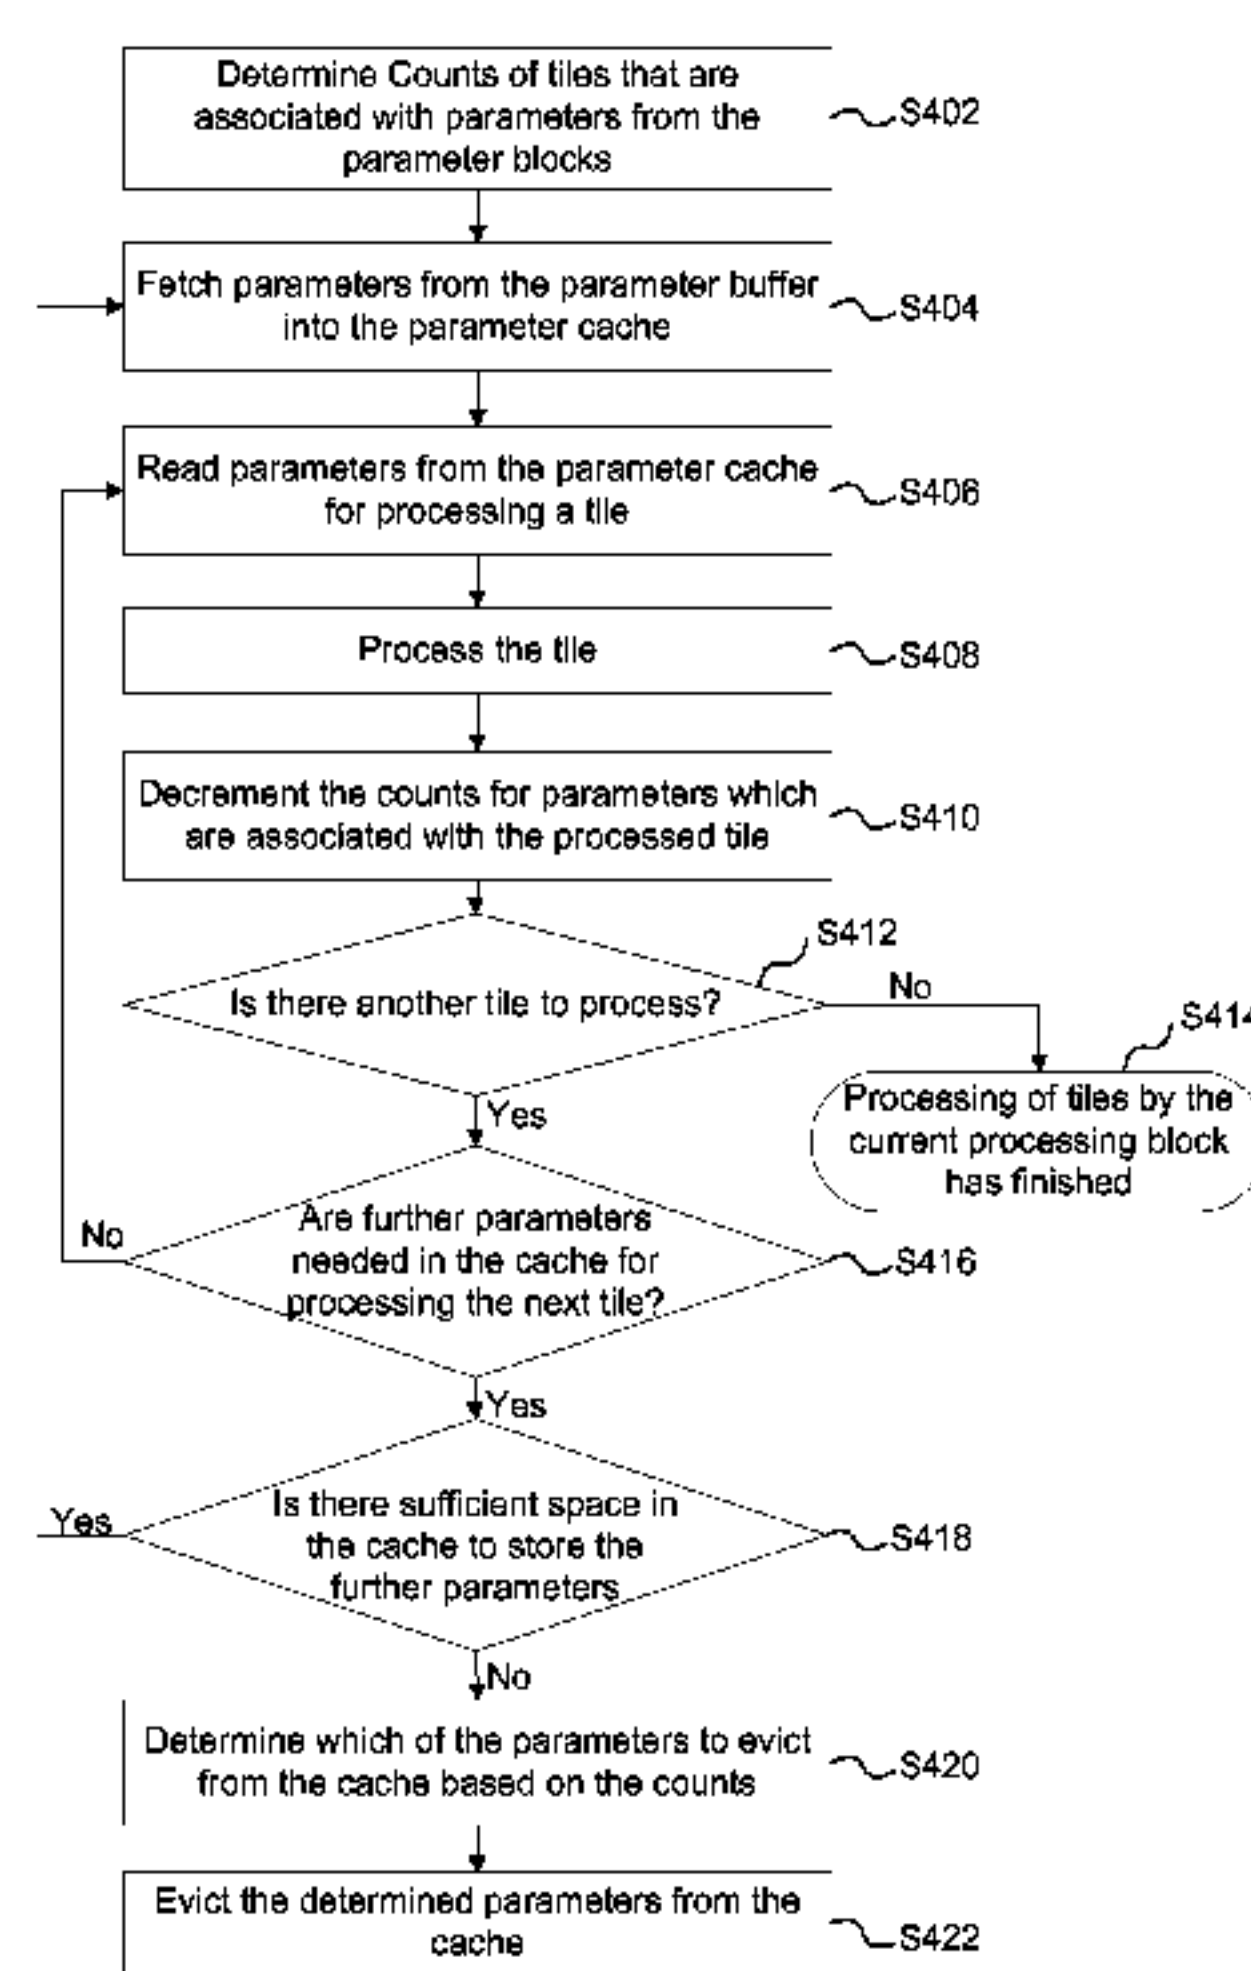 Determine Counts of tiles that are
associated with parameters from the
parameter blocks
S402
Fetch parameters from the parameter buffer
into the parameter cache
S404
Read parameters from the parameter cache
for processing a tile
S406
Process the tile
S408
Decrement the counts for parameters which
are associated with the processed tile
S410
S412
Is there another tile to process?
No
S414
Processing of tiles by the
current processing block
has finished
Yes
Are further parameters
needed in the cache for
processing the next tile?
No
S416
Yes
Is there sufficient space in
the cache to store the
further parameters
Yes
S418
No
Determine which of the parameters to evict
from the cache based on the counts
S420
Evict the determined parameters from the
cache
S422